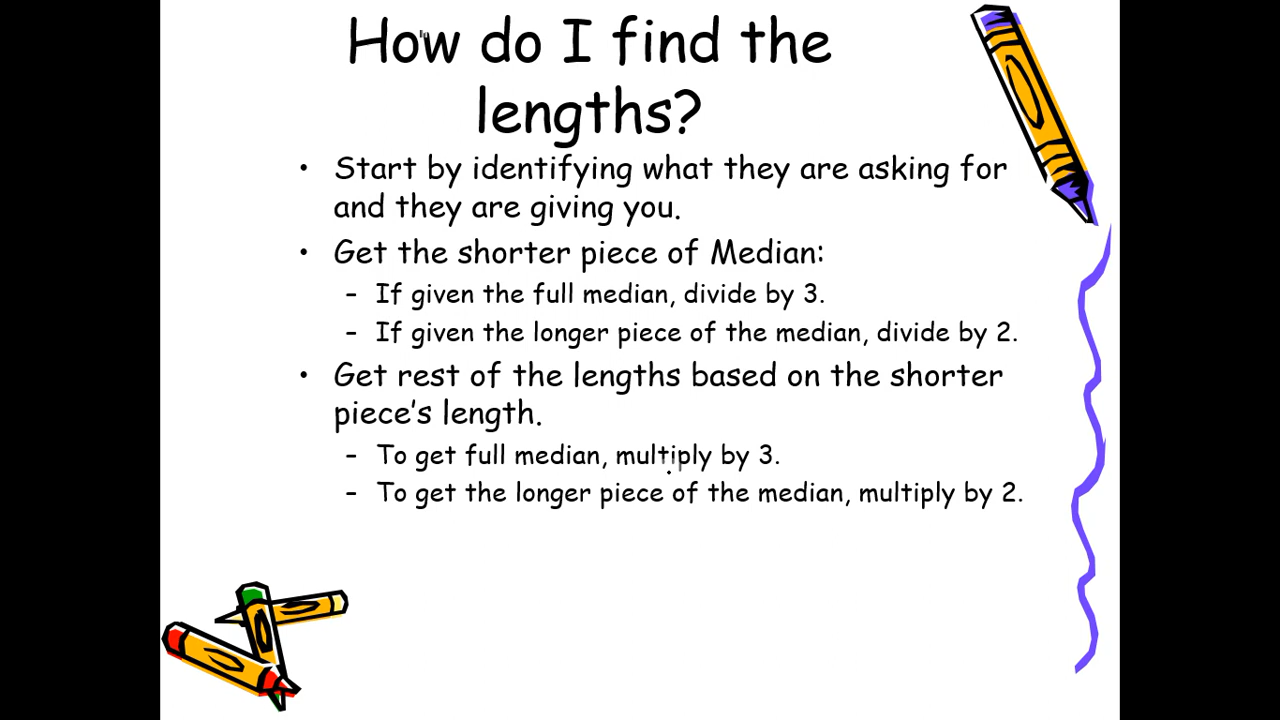 How do I find the
lengths?
• Start by identifying what they are asking for
and they are giving you.
• Get the shorter piece of Median:
– If given the full median, divide by 3.
– If given the longer piece of the median, divide by 2.
• Get rest of the lengths based on the shorter
piece’s length.
– To get full median, multiply by 3.
– To get the longer piece of the median, multiply by 2.